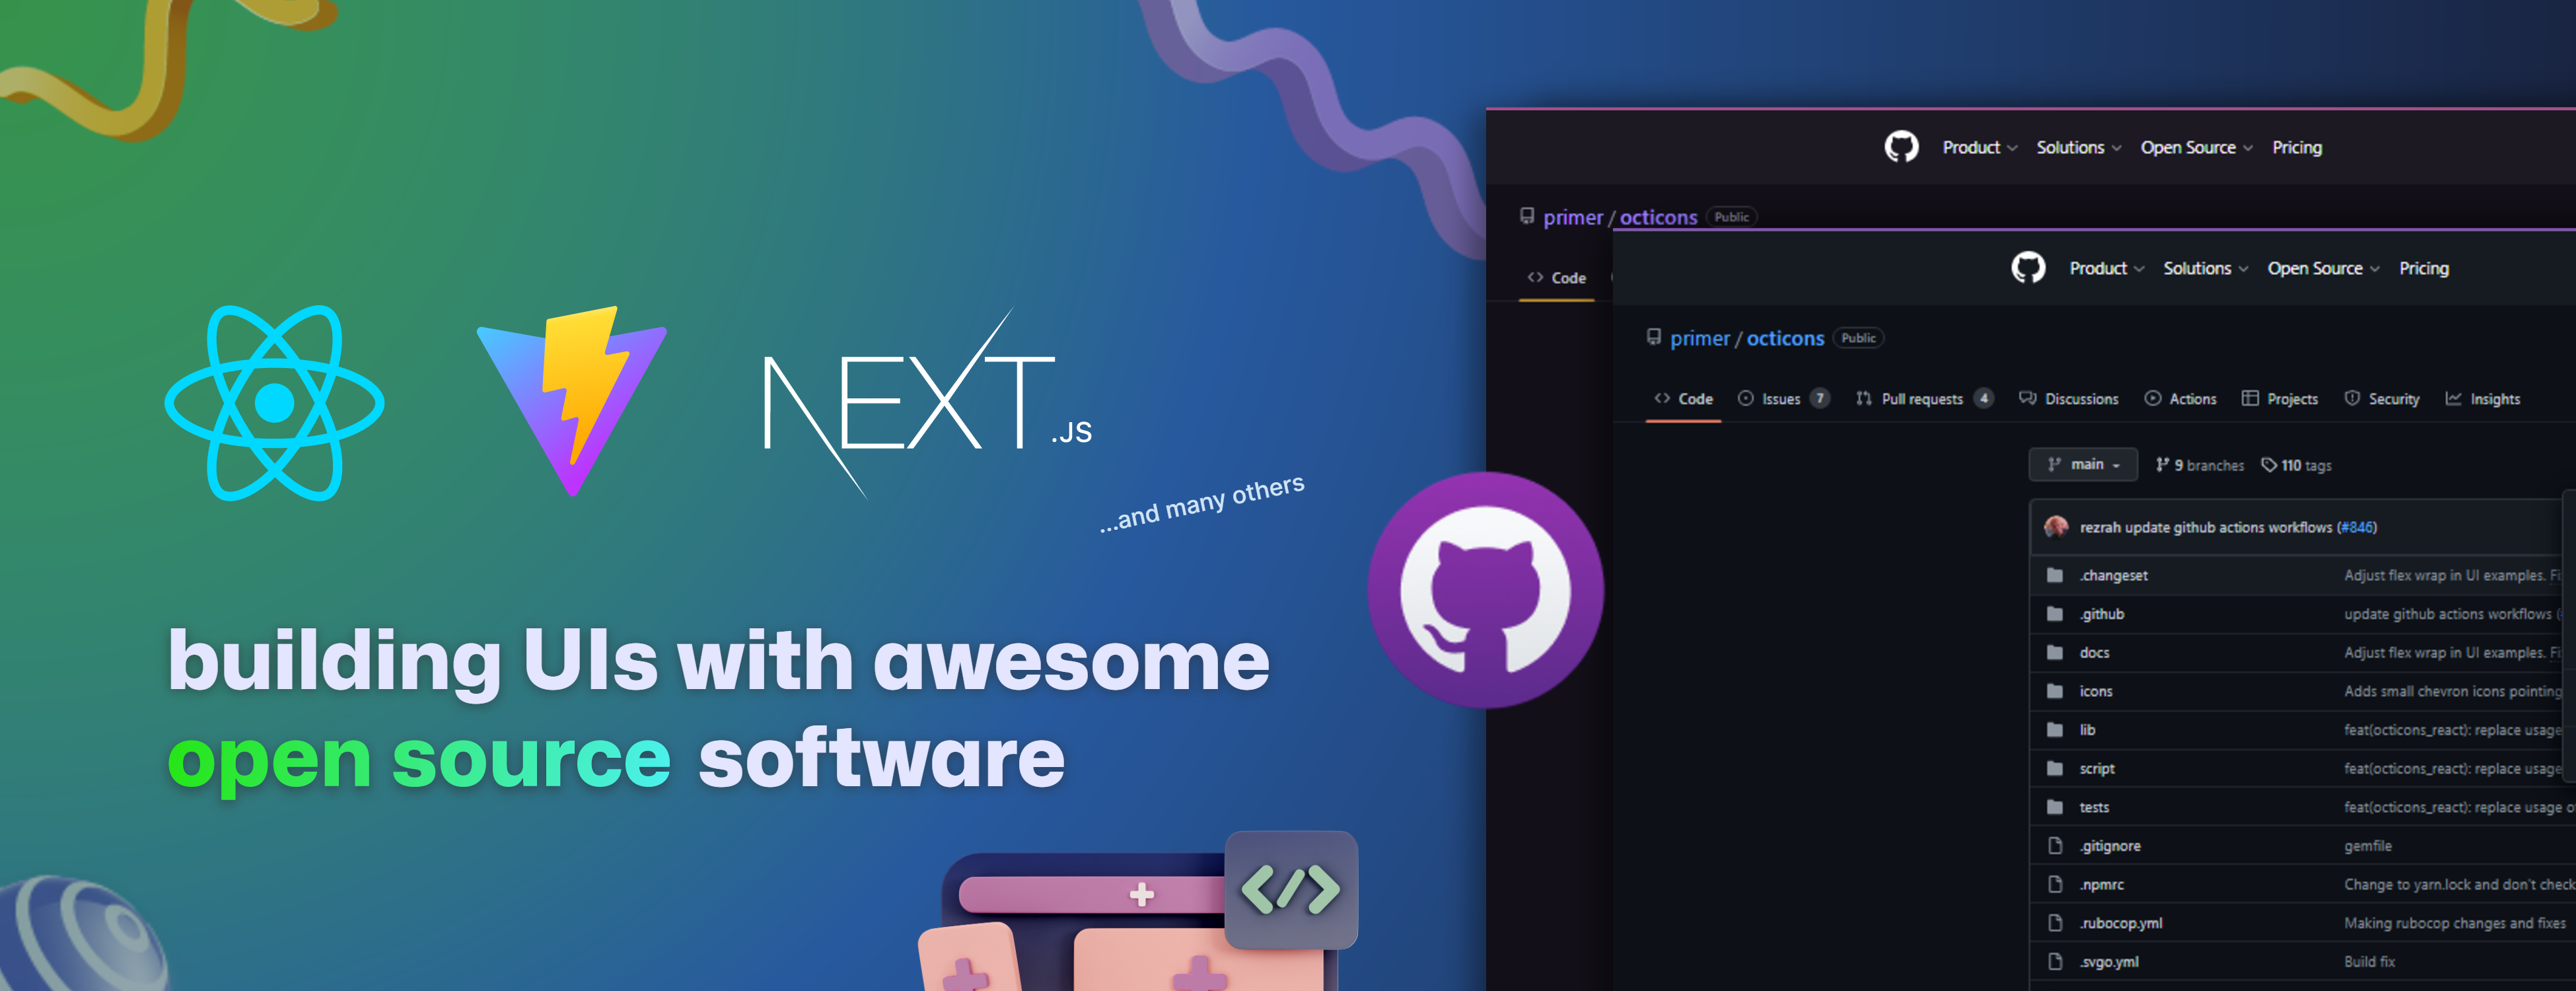 NEXT.JS
...and many others
building UIs with awesome
open source software
Product Solutions Open Source Pricing
primer / octicons Public
Code
Product Solutions Open Source Pricing
primer / octicons Public
Code Issues 7 Pull requests 4 Discussions Actions Projects Security Insights
main 9 branches 110 tags
rezrah update github actions workflows (#846)
.changeset Adjust flex wrap in UI examples.
.github update github actions workflows
docs Adjust flex wrap in UI examples.
icons Adds small chevron icons pointing
lib feat(octicons_react): replace usage
script feat(octicons_react): replace usage
tests feat(octicons_react): replace usage
.gitignore gemfile
.npmrc Change to yarn.lock and don't check
.rubocop.yml Making rubocop changes and fixes
.svgo.yml Build fix